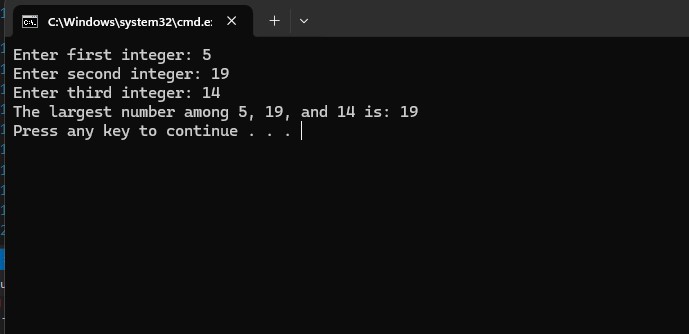 C:\Windows\system32\cmd.e
Enter first integer: 5
Enter second integer: 19
Enter third integer: 14
The largest number among 5, 19, and 14 is: 19
Press any key to continue . . .